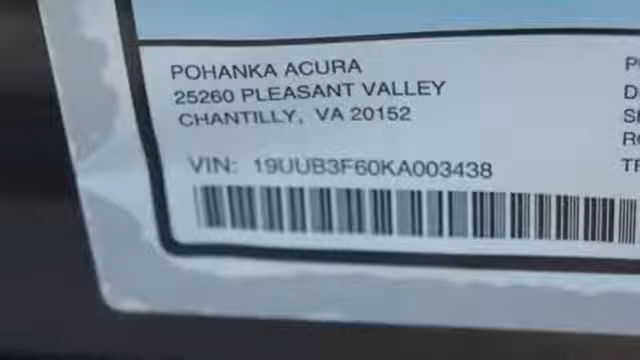 POHANKA ACURA
25260 PLEASANT VALLEY
CHANTILLY, VA 20152
VIN: 19UUB3F60KA003438